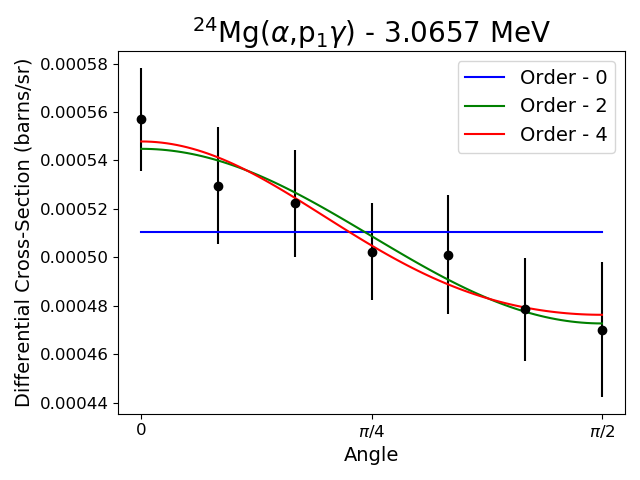 ²⁴Mg(α,p₁γ) - 3.0657 MeV
Differential Cross-Section (barns/sr)
0.00058
0.00056
0.00054
0.00052
0.00050
0.00048
0.00046
0.00044
Order - 0
Order - 2
Order - 4
0 π/4 π/2
Angle